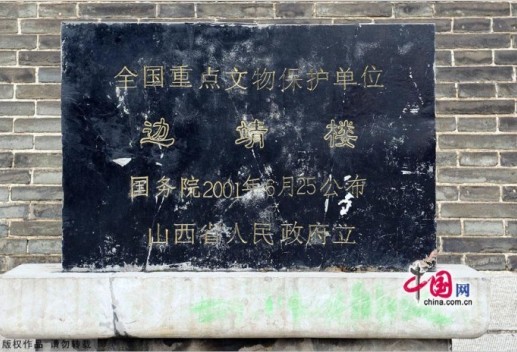 全国重点文物保护单位
边靖楼
国务院2001年6月25公布
山西省人民政府立
中国网
china.com.cn
版权作品 请勿转载